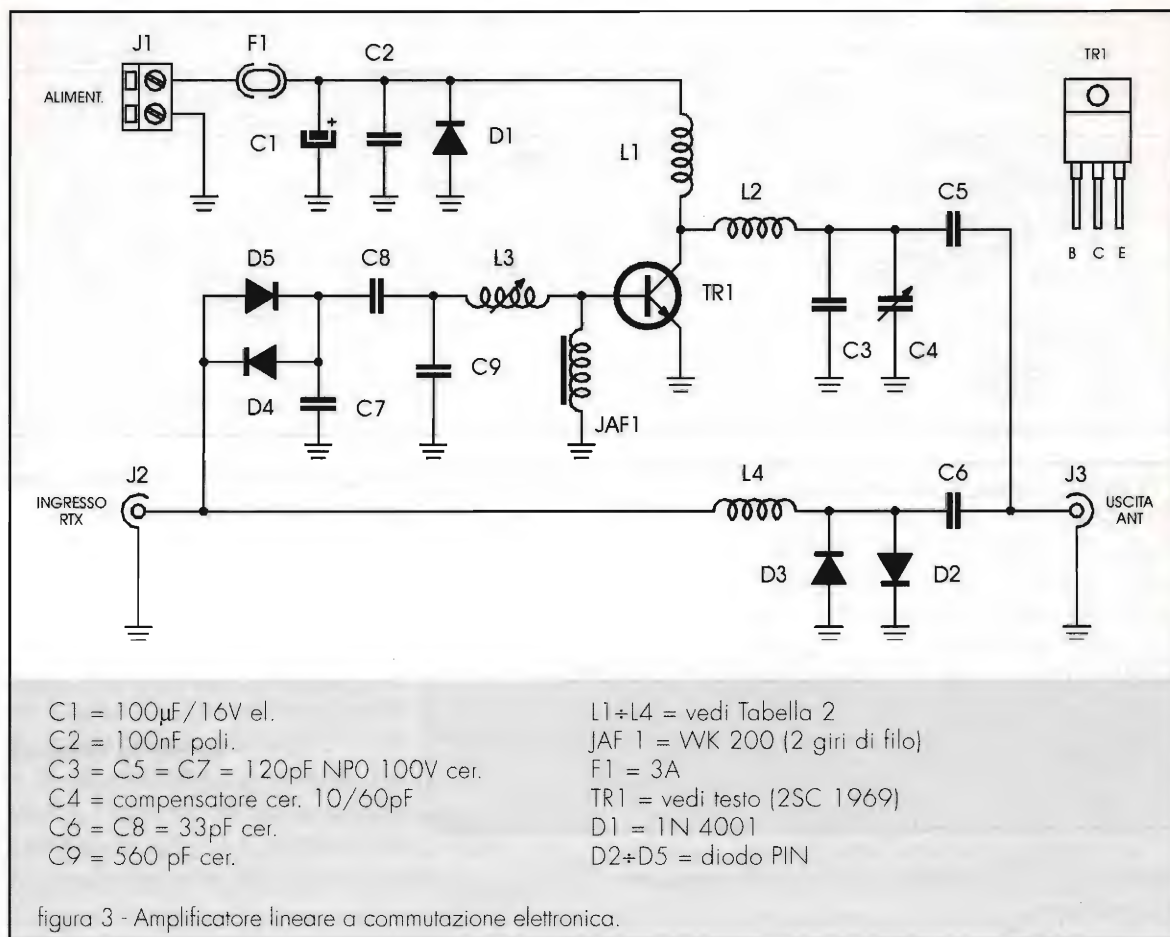 J1
F1
C2
TR1
ALIMENT.
C1
+
D1
L1
L2
C5
B C E
D5
C8
L3
TR1
C3
C4
D4
C7
C9
JAF1
J2
L4
C6
J3
INGRESSO
RTX
USCITA
ANT
D3
D2
C1 = 100µF/16V el.
C2 = 100nF poli.
C3 = C5 = C7 = 120pF NP0 100V cer.
C4 = compensatore cer. 10/60pF
C6 = C8 = 33pF cer.
C9 = 560 pF cer.
L1÷L4 = vedi Tabella 2
JAF 1 = WK 200 (2 giri di filo)
F1 = 3A
TR1 = vedi testo (2SC 1969)
D1 = 1N 4001
D2÷D5 = diodo PIN
figura 3 - Amplificatore lineare a commutazione elettronica.